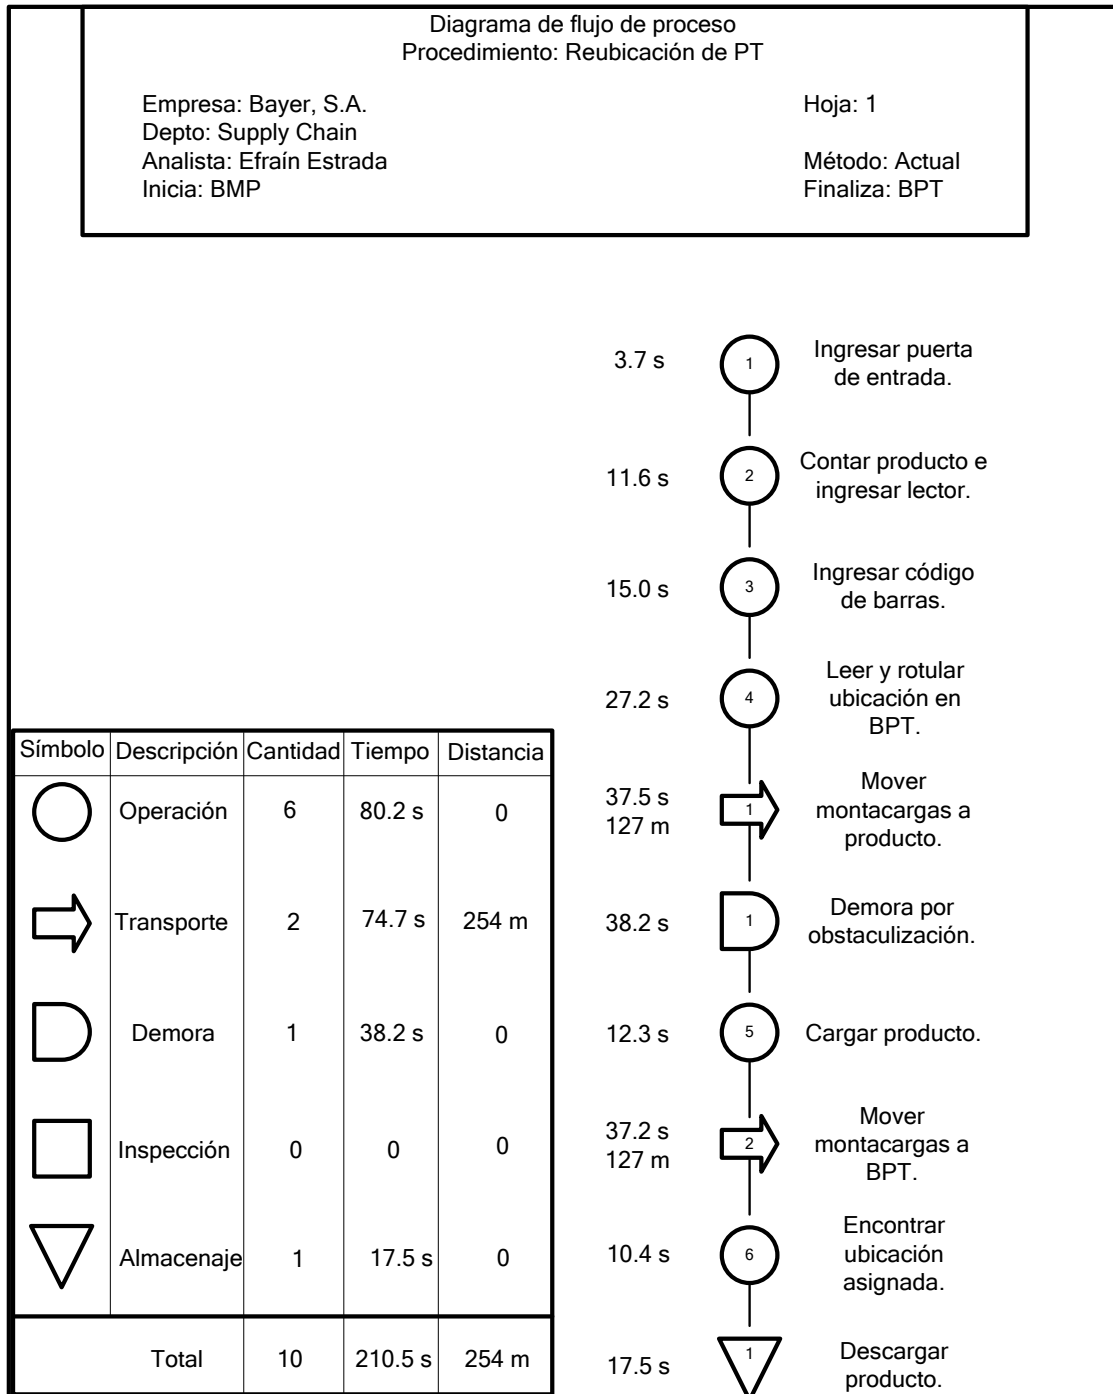 Diagrama de flujo de proceso
Procedimiento: Reubicación de PT
Empresa: Bayer, S.A.
Hoja: 1
Depto: Supply Chain
Analista: Efraín Estrada
Método: Actual
Inicia: BMP
Finaliza: BPT
3.7 s
1
Ingresar puerta
de entrada.
11.6 s
2
Contar producto e
ingresar lector.
15.0 s
3
Ingresar código
de barras.
27.2 s
4
Leer y rotular
ubicación en
BPT.
37.5 s
127 m
1
Mover
montacargas a
producto.
38.2 s
1
Demora por
obstaculización.
12.3 s
5
Cargar producto.
37.2 s
127 m
2
Mover
montacargas a
BPT.
10.4 s
6
Encontrar
ubicación
asignada.
17.5 s
1
Descargar
producto.
Símbolo Descripción Cantidad Tiempo Distancia
Operación 6 80.2 s 0
Transporte 2 74.7 s 254 m
Demora 1 38.2 s 0
Inspección 0 0 0
Almacenaje 1 17.5 s 0
Total 10 210.5 s 254 m